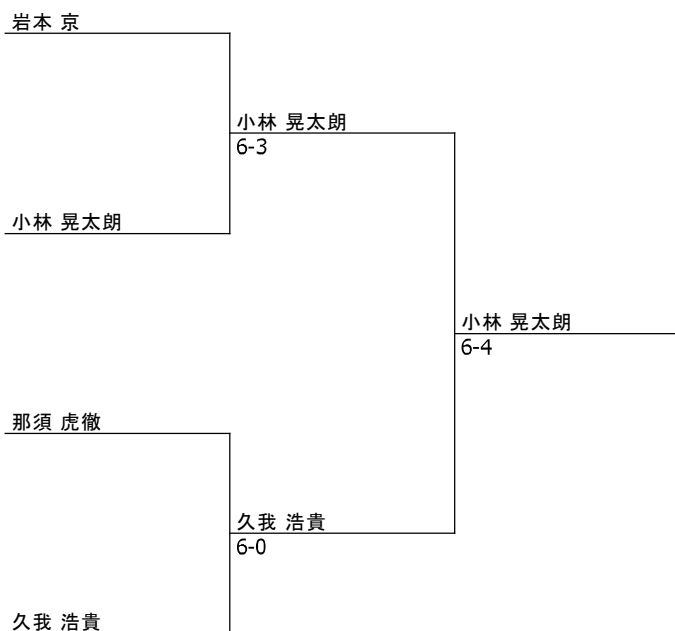 岩本 京
小林 晃太朗
6-3
小林 晃太朗
小林 晃太朗
6-4
那須 虎徹
久我 浩貴
6-0
久我 浩貴